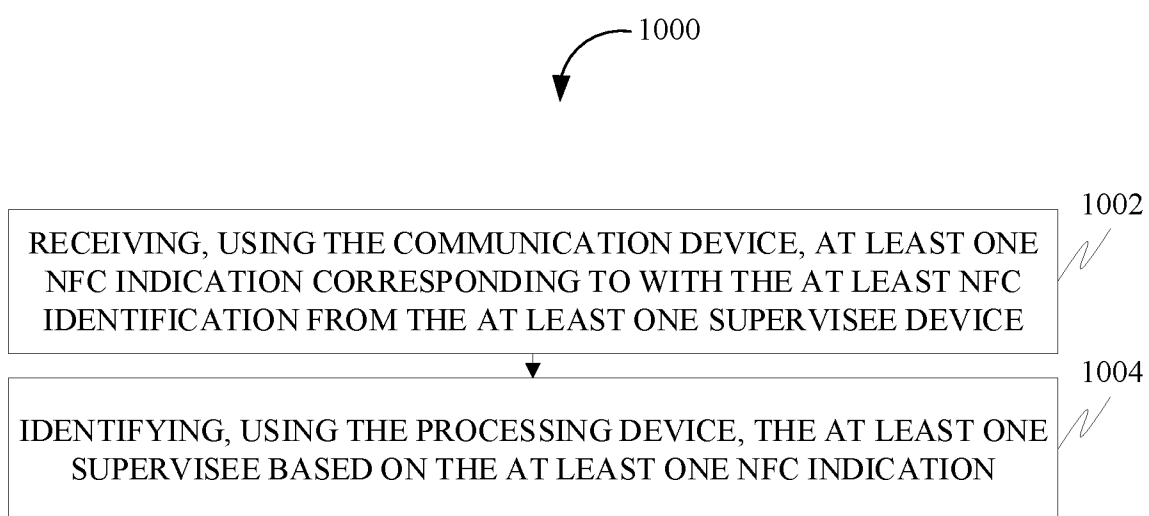 1000
1002
RECEIVING, USING THE COMMUNICATION DEVICE, AT LEAST ONE
NFC INDICATION CORRESPONDING TO WITH THE AT LEAST NFC
IDENTIFICATION FROM THE AT LEAST ONE SUPERVISEE DEVICE
1004
IDENTIFYING, USING THE PROCESSING DEVICE, THE AT LEAST ONE
SUPERVISEE BASED ON THE AT LEAST ONE NFC INDICATION